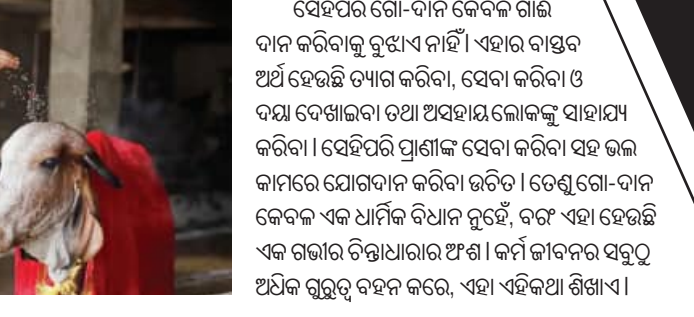 ସେହିପରି ଗୋ-ଦାନ କେବଳ ଗାଈ
ଦାନ କରିବାକୁ ବୁଝାଏ ନାହିଁ । ଏହାର ବାସ୍ତବ
ଅର୍ଥ ହେଉଛି ତ୍ୟାଗ କରିବା, ସେବା କରିବା ଓ
ଦୟା ଦେଖାଇବା ତଥା ଅସହାୟ ଲୋକଙ୍କୁ ସାହାଯ୍ୟ
କରିବା । ସେହିପରି ପ୍ରାଣୀଙ୍କ ସେବା କରିବା ସହ ଭଲ
କାମରେ ଯୋଗଦାନ କରିବା ଉଚିତ । ତେଣୁ ଗୋ-ଦାନ
କେବଳ ଏକ ଧାର୍ମିକ ବିଧାନ ନୁହେଁ, ବରଂ ଏହା ହେଉଛି
ଏକ ଗଭୀର ଚିନ୍ତାଧାରାର ଅଂଶ । କର୍ମ ଜୀବନର ସବୁଠୁ
ଅଧିକ ଗୁରୁତ୍ୱ ବହନ କରେ, ଏହା ଏହିକଥା ଶିଖାଏ ।